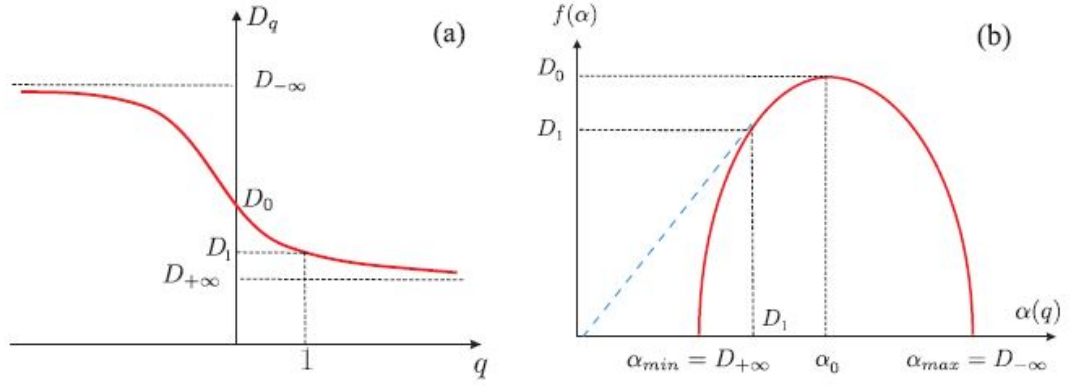 D_q
(a)
D_{-∞}
D_0
D_1
D_{+∞}
1
q
f(α)
(b)
D_0
D_1
D_1
α(q)
α_{min} = D_{+∞}
α_0
α_{max} = D_{-∞}